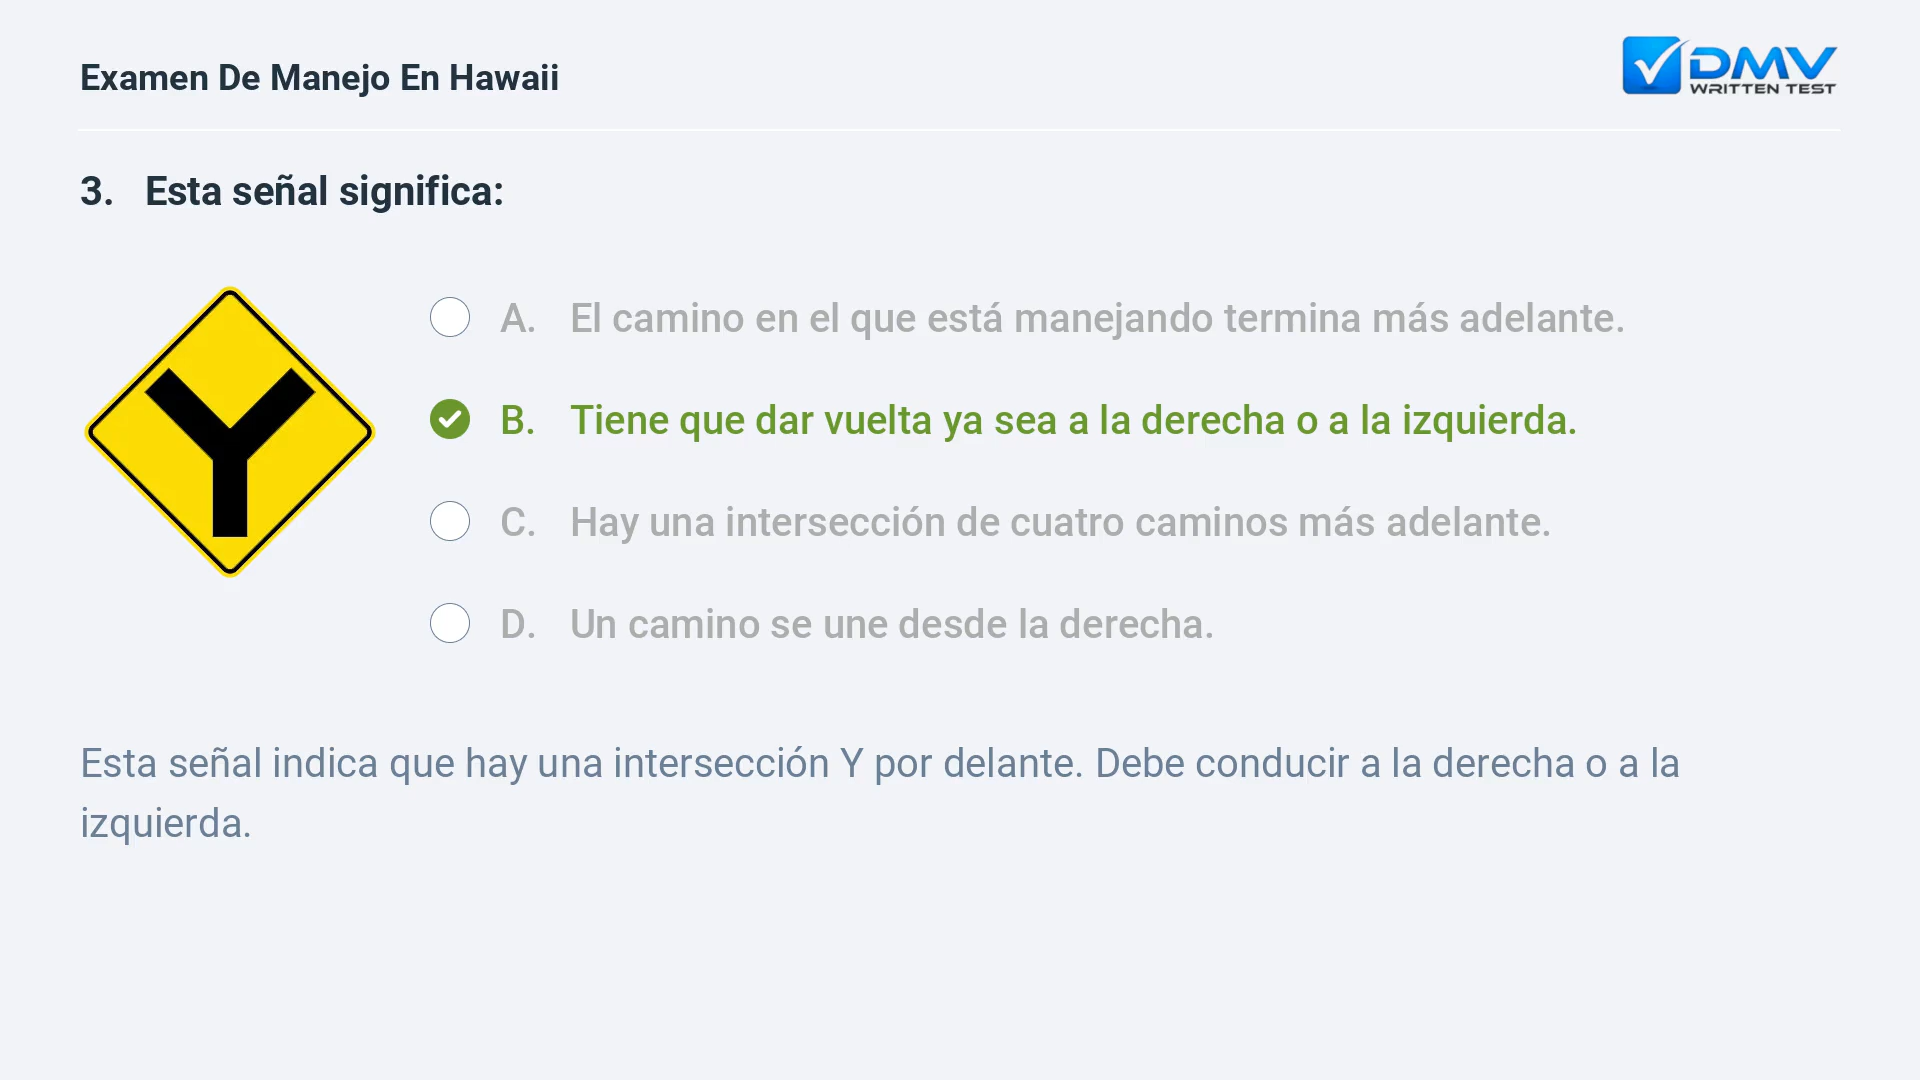 Examen De Manejo En Hawaii
DMV
WRITTEN TEST
3. Esta señal significa:
A. El camino en el que está manejando termina más adelante.
B. Tiene que dar vuelta ya sea a la derecha o a la izquierda.
C. Hay una intersección de cuatro caminos más adelante.
D. Un camino se une desde la derecha.
Esta señal indica que hay una intersección Y por delante. Debe conducir a la derecha o a la
izquierda.